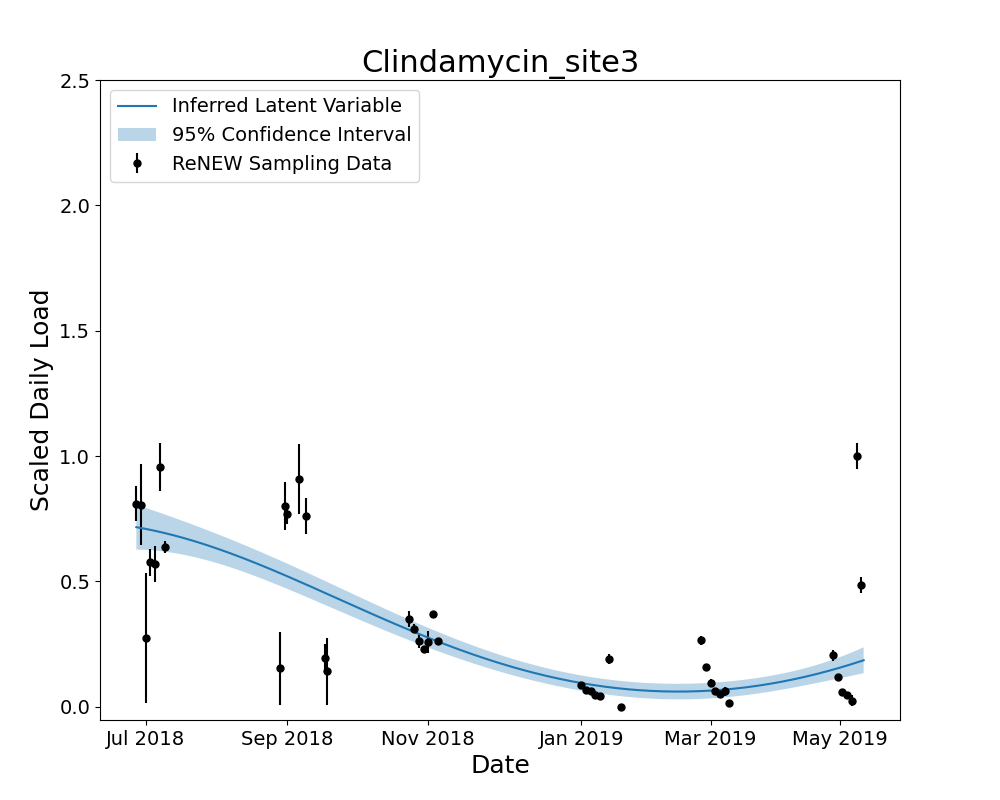 Clindamycin_site3
Inferred Latent Variable
95% Confidence Interval
ReNEW Sampling Data
Scaled Daily Load
2.5
2.0
1.5
1.0
0.5
0.0
Jul 2018 Sep 2018 Nov 2018 Jan 2019 Mar 2019 May 2019
Date